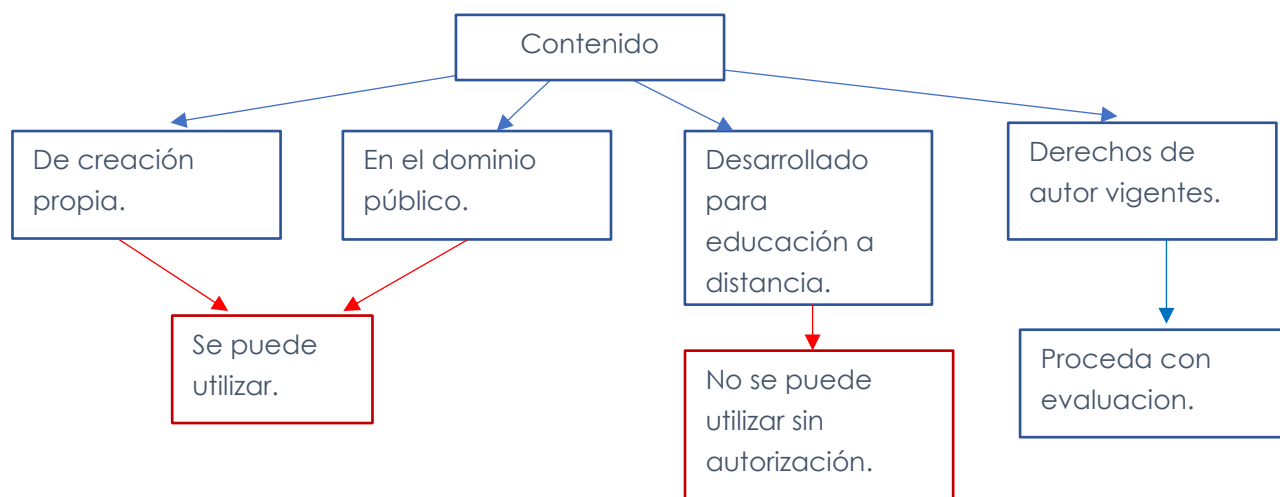 Contenido
De creación
propia.
En el dominio
público.
Desarrollado
para
educación a
distancia.
Derechos de
autor vigentes.
Se puede
utilizar.
No se puede
utilizar sin
autorización.
Proceda con
evaluacion.